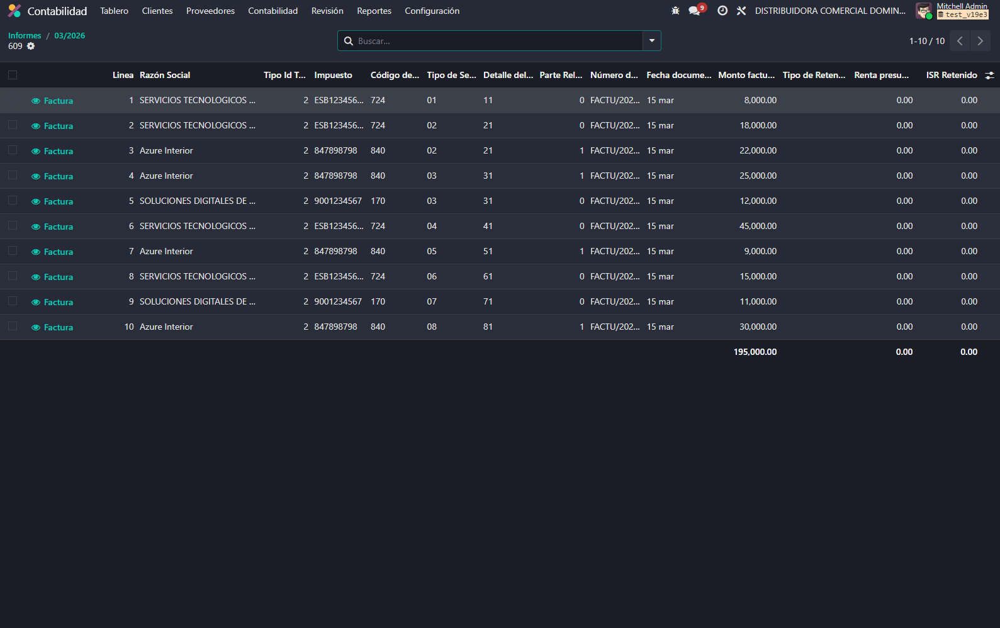 Contabilidad Tablero Clientes Proveedores Contabilidad Revisión Reportes Configuración 9 DISTRIBUIDORA COMERCIAL DOMIN... Mitchell Admin
test_v19e3
Informes / 03/2026
609
Buscar...
1-10 / 10
Linea Razón Social Tipo Id T... Impuesto Código de... Tipo de Se... Detalle del... Parte Rel... Número d... Fecha docume... Monto factu... Tipo de Reten... Renta presu... ISR Retenido
Factura 1 SERVICIOS TECNOLOGICOS ... 2 ESB123456... 724 01 11 0 FACTU/202... 15 mar 8,000.00 0.00 0.00
Factura 2 SERVICIOS TECNOLOGICOS ... 2 ESB123456... 724 02 21 0 FACTU/202... 15 mar 18,000.00 0.00 0.00
Factura 3 Azure Interior 2 847898798 840 02 21 1 FACTU/202... 15 mar 22,000.00 0.00 0.00
Factura 4 Azure Interior 2 847898798 840 03 31 1 FACTU/202... 15 mar 25,000.00 0.00 0.00
Factura 5 SOLUCIONES DIGITALES DE ... 2 9001234567 170 03 31 0 FACTU/202... 15 mar 12,000.00 0.00 0.00
Factura 6 SERVICIOS TECNOLOGICOS ... 2 ESB123456... 724 04 41 0 FACTU/202... 15 mar 45,000.00 0.00 0.00
Factura 7 Azure Interior 2 847898798 840 05 51 1 FACTU/202... 15 mar 9,000.00 0.00 0.00
Factura 8 SERVICIOS TECNOLOGICOS ... 2 ESB123456... 724 06 61 0 FACTU/202... 15 mar 15,000.00 0.00 0.00
Factura 9 SOLUCIONES DIGITALES DE ... 2 9001234567 170 07 71 0 FACTU/202... 15 mar 11,000.00 0.00 0.00
Factura 10 Azure Interior 2 847898798 840 08 81 1 FACTU/202... 15 mar 30,000.00 0.00 0.00
195,000.00 0.00 0.00